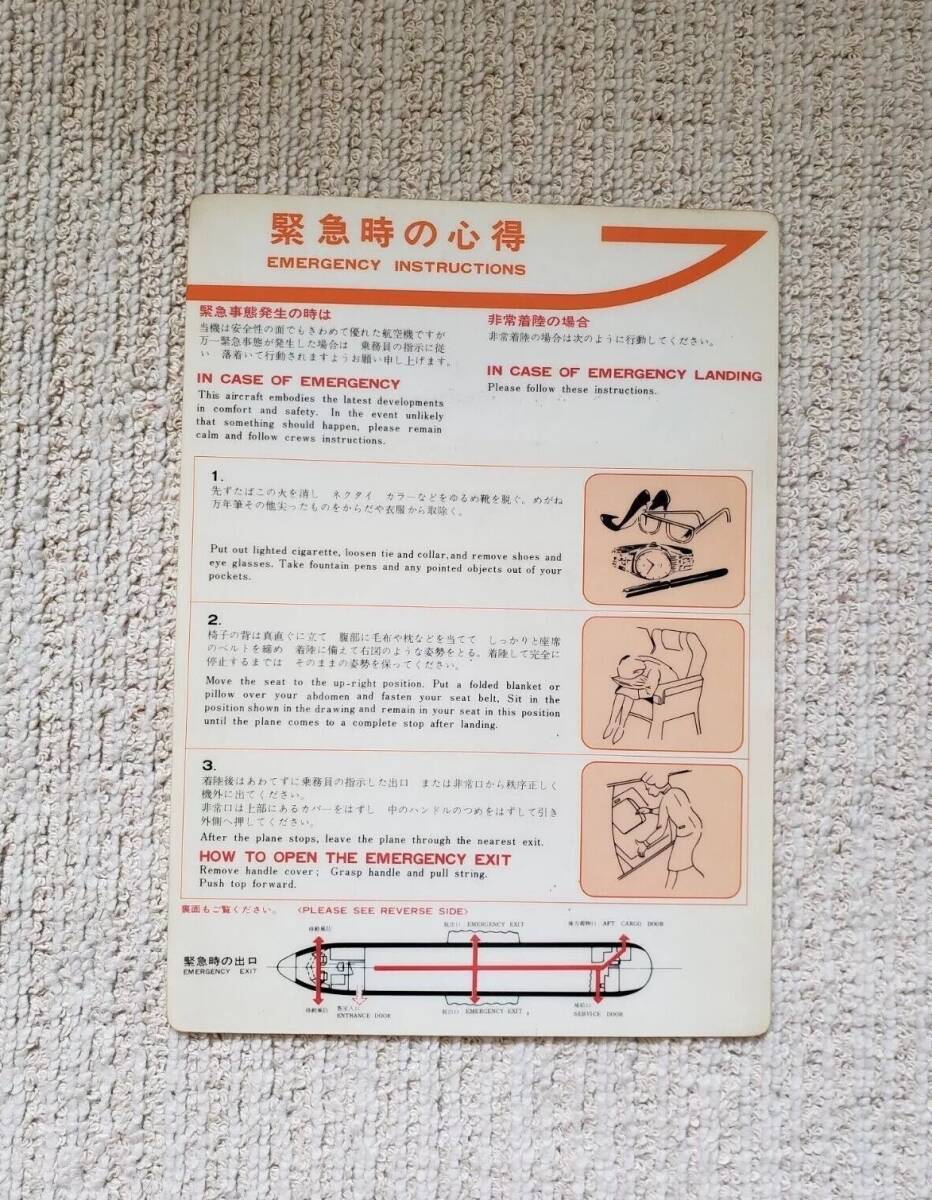 緊急時の心得
EMERGENCY INSTRUCTIONS
緊急事態発生の時は
当機は安全性の面でもきわめて優れた航空機ですが
万一緊急事態が発生した場合は 乗務員の指示に従
い 落着いて行動されますようお願い申し上げます。
IN CASE OF EMERGENCY
This aircraft embodies the latest developments
in comfort and safety. In the event unlikely
that something should happen, please remain
calm and follow crews instructions.
非常着陸の場合
非常着陸の場合は次のように行動してください。
IN CASE OF EMERGENCY LANDING
Please follow these instructions.
1.
先ずたばこの火を消し ネクタイ カラーなどをゆるめ靴を脱ぐ、めがね
万年筆その他尖ったものをからだや衣服から取除く。
Put out lighted cigarette, loosen tie and collar, and remove shoes and
eye glasses. Take fountain pens and any pointed objects out of your
pockets.
2.
椅子の背は真直ぐに立て 腹部に毛布や枕などを当てて しっかりと座席
のベルトを締め 着陸に備えて右図のような姿勢をとる。着陸して完全に
停止するまでは そのままの姿勢を保ってください。
Move the seat to the up-right position. Put a folded blanket or
pillow over your abdomen and fasten your seat belt, Sit in the
position shown in the drawing and remain in your seat in this position
until the plane comes to a complete stop after landing.
3.
着陸後はあわてずに乗務員の指示した出口 または非常口から秩序正しく
機外に出てください。
非常口は上部にあるカバーをはずし 中のハンドルのつめをはずして引き
外側へ押してください。
After the plane stops, leave the plane through the nearest exit.
HOW TO OPEN THE EMERGENCY EXIT
Remove handle cover; Grasp handle and pull string.
Push top forward.
裏面もご覧ください。 〈PLEASE SEE REVERSE SIDE〉
緊急時の出口
EMERGENCY EXIT
脱出口 EMERGENCY EXIT
後方荷物口 AFT CARGO DOOR
客室入口
ENTRANCE DOOR
脱出口 EMERGENCY EXIT
SERVICE DOOR